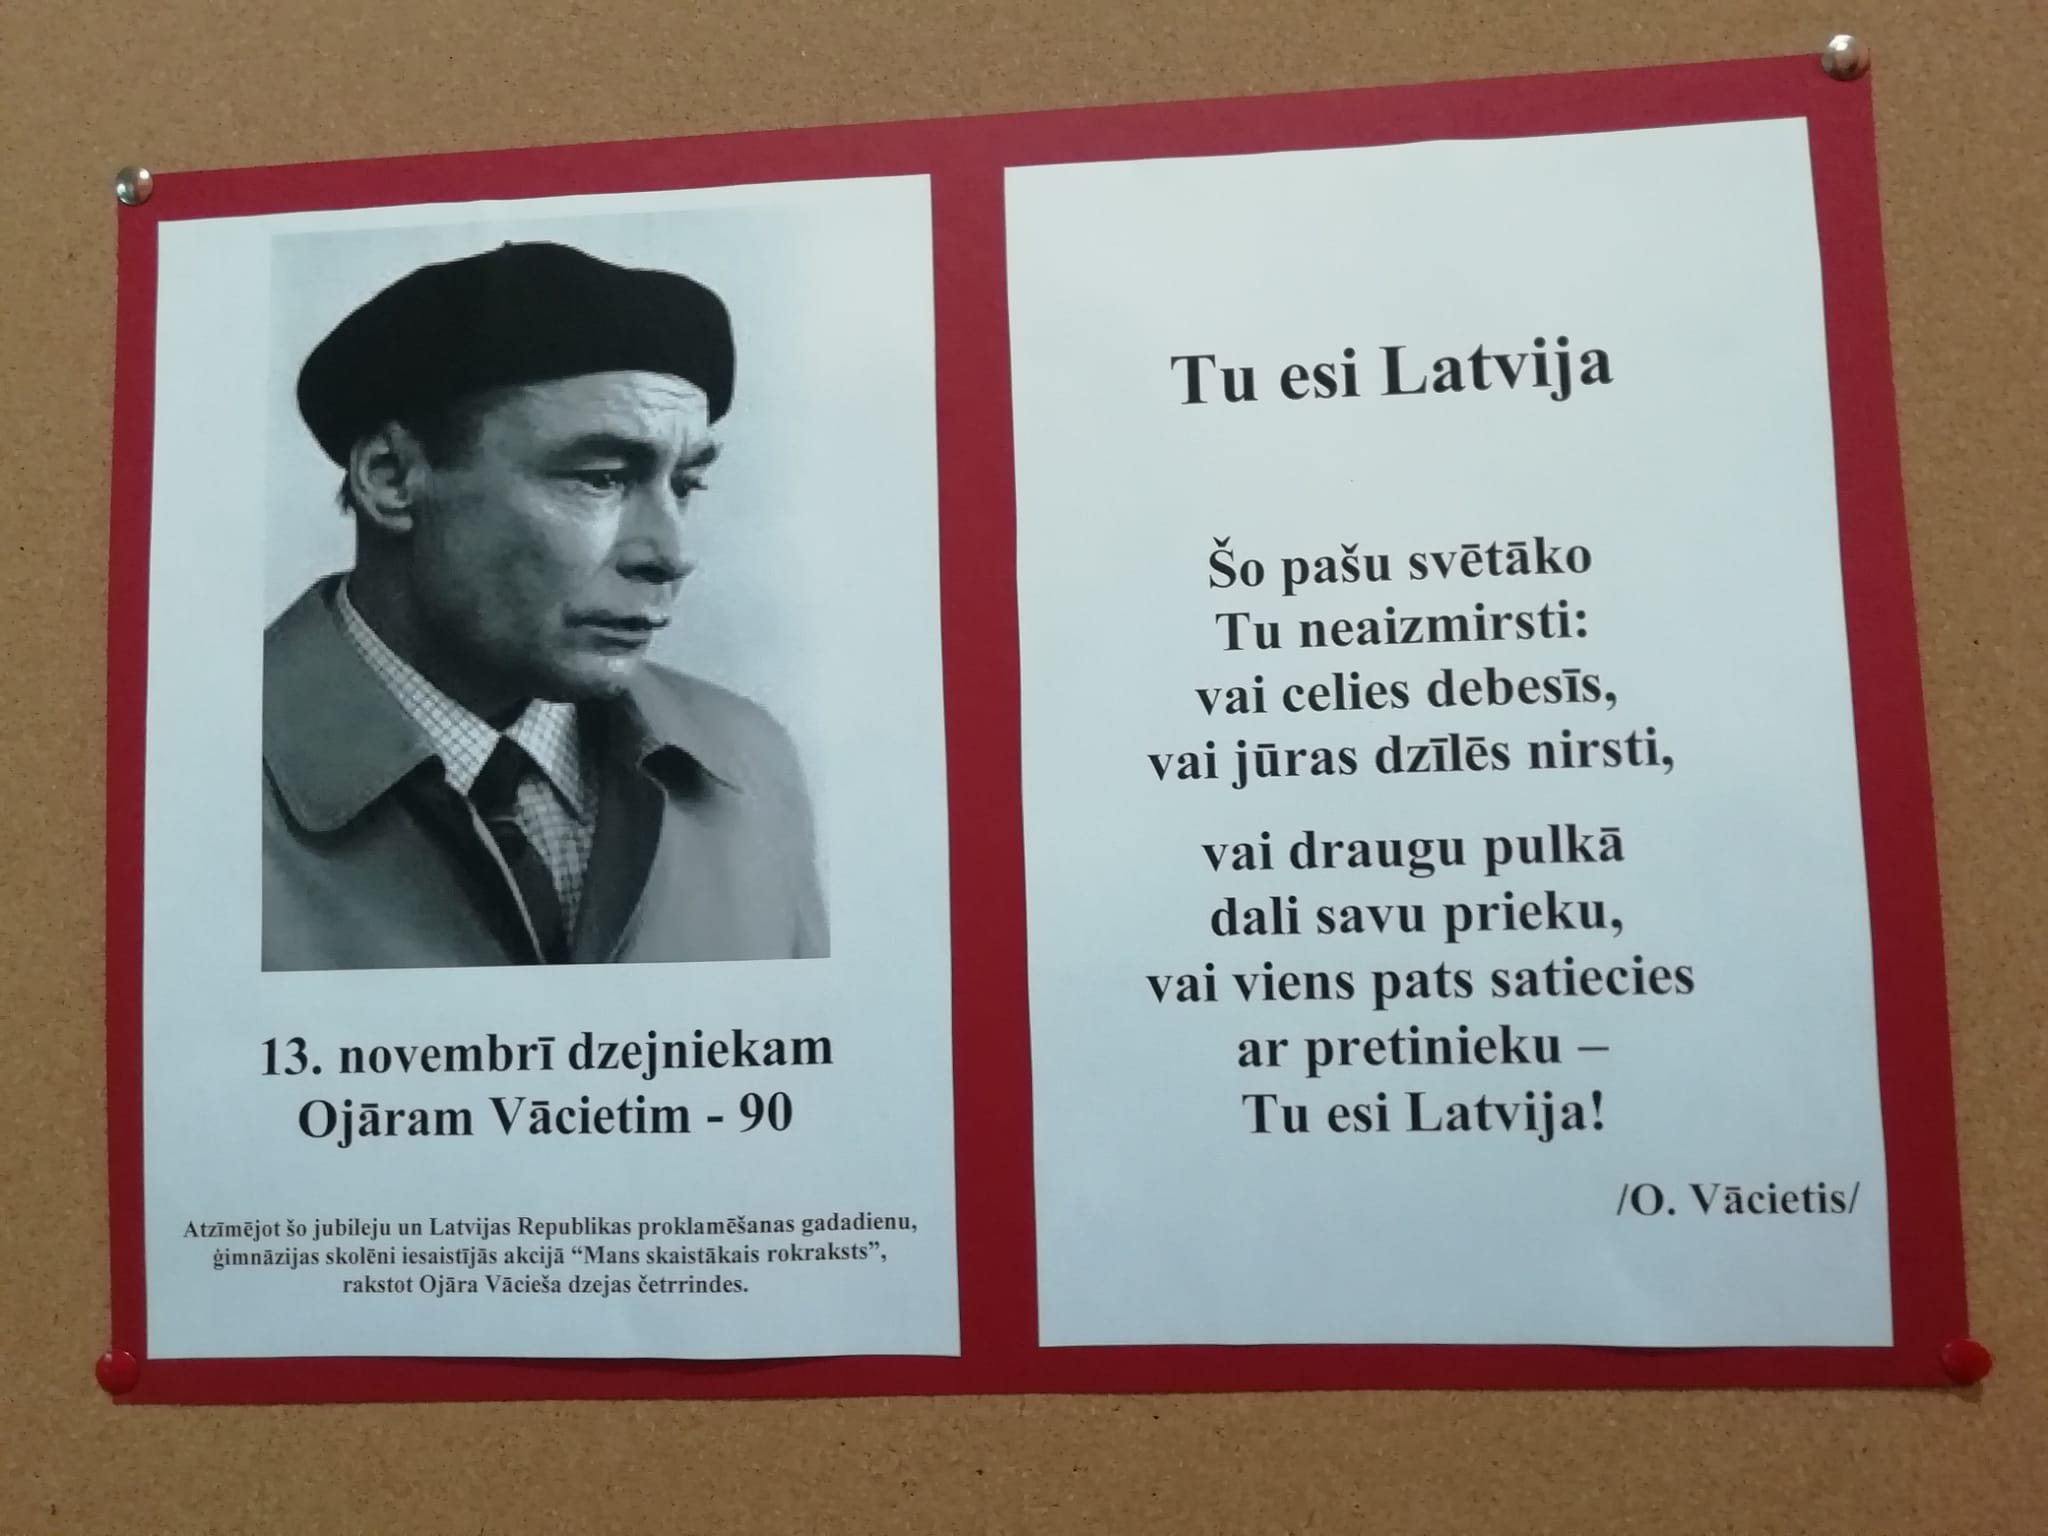 13. novembrī dzejniekam
Ojāram Vācietim - 90
Atzīmējot šo jubileju un Latvijas Republikas proklamēšanas gadadienu,
ģimnāzijas skolēni iesaistījās akcijā “Mans skaistākais rokraksts”,
rakstot Ojāra Vācieša dzejas četrrindes.
Tu esi Latvija
Šo pašu svētāko
Tu neaizmirsti:
vai celies debesīs,
vai jūras dzīlēs nirsti,
vai draugu pulkā
dali savu prieku,
vai viens pats satiecies
ar pretinieku –
Tu esi Latvija!
/O. Vācietis/